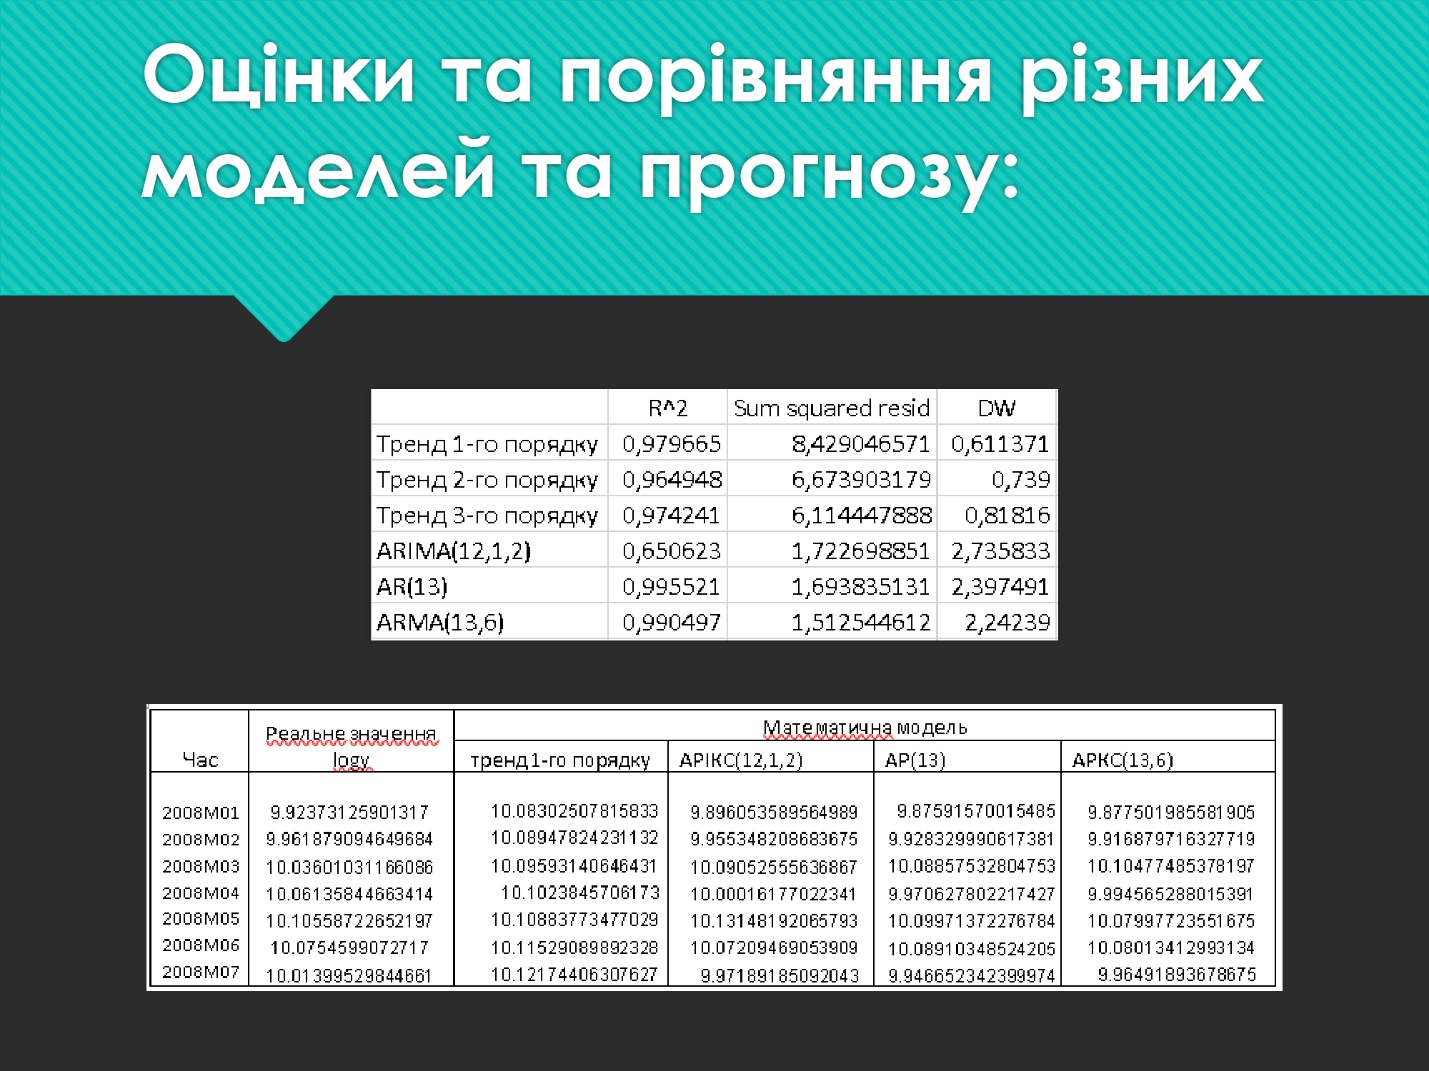 Оцінки та порівняння різних
моделей та прогнозу:
R^2 Sum squared resid DW
Тренд 1-го порядку 0,979665 8,429046571 0,611371
Тренд 2-го порядку 0,964948 6,673903179 0,739
Тренд 3-го порядку 0,974241 6,114447888 0,81816
ARIMA(12,1,2) 0,650623 1,722698851 2,735833
AR(13) 0,995521 1,693835131 2,397491
ARMA(13,6) 0,990497 1,512544612 2,24239
Час Реальне значення logy Математична модель
тренд1-го порядку АРІКС(12,1,2) АР(13) АРКС(13,6)
2008M01 9.92373125901317 10.08302507815833 9.896053589564989 9.87591570015485 9.877501985581905
2008M02 9.961879094649684 10.08947824231132 9.955348208683675 9.928329990617381 9.916879716327719
2008M03 10.03601031166086 10.09593140646431 10.09052555636867 10.08857532804753 10.10477485378197
2008M04 10.06135844663414 10.1023845706173 10.00016177022341 9.970627802217427 9.994565288015391
2008M05 10.10558722652197 10.10883773477029 10.13148192065793 10.09971372276784 10.07997723551675
2008M06 10.0754599072717 10.11529089892328 10.07209469053909 10.08910348524205 10.08013412993134
2008M07 10.01399529844661 10.12174406307627 9.97189185092043 9.946652342399974 9.96491893678675